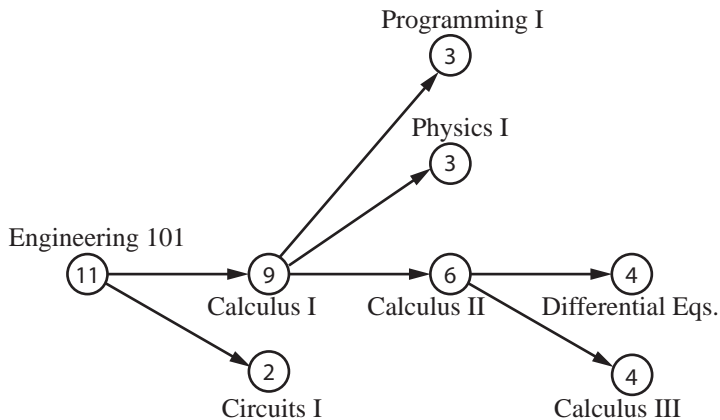 Programming I
3
Physics I
3
Engineering 101
11
9
6
4
Calculus I
Calculus II
Differential Eqs.
2
4
Circuits I
Calculus III